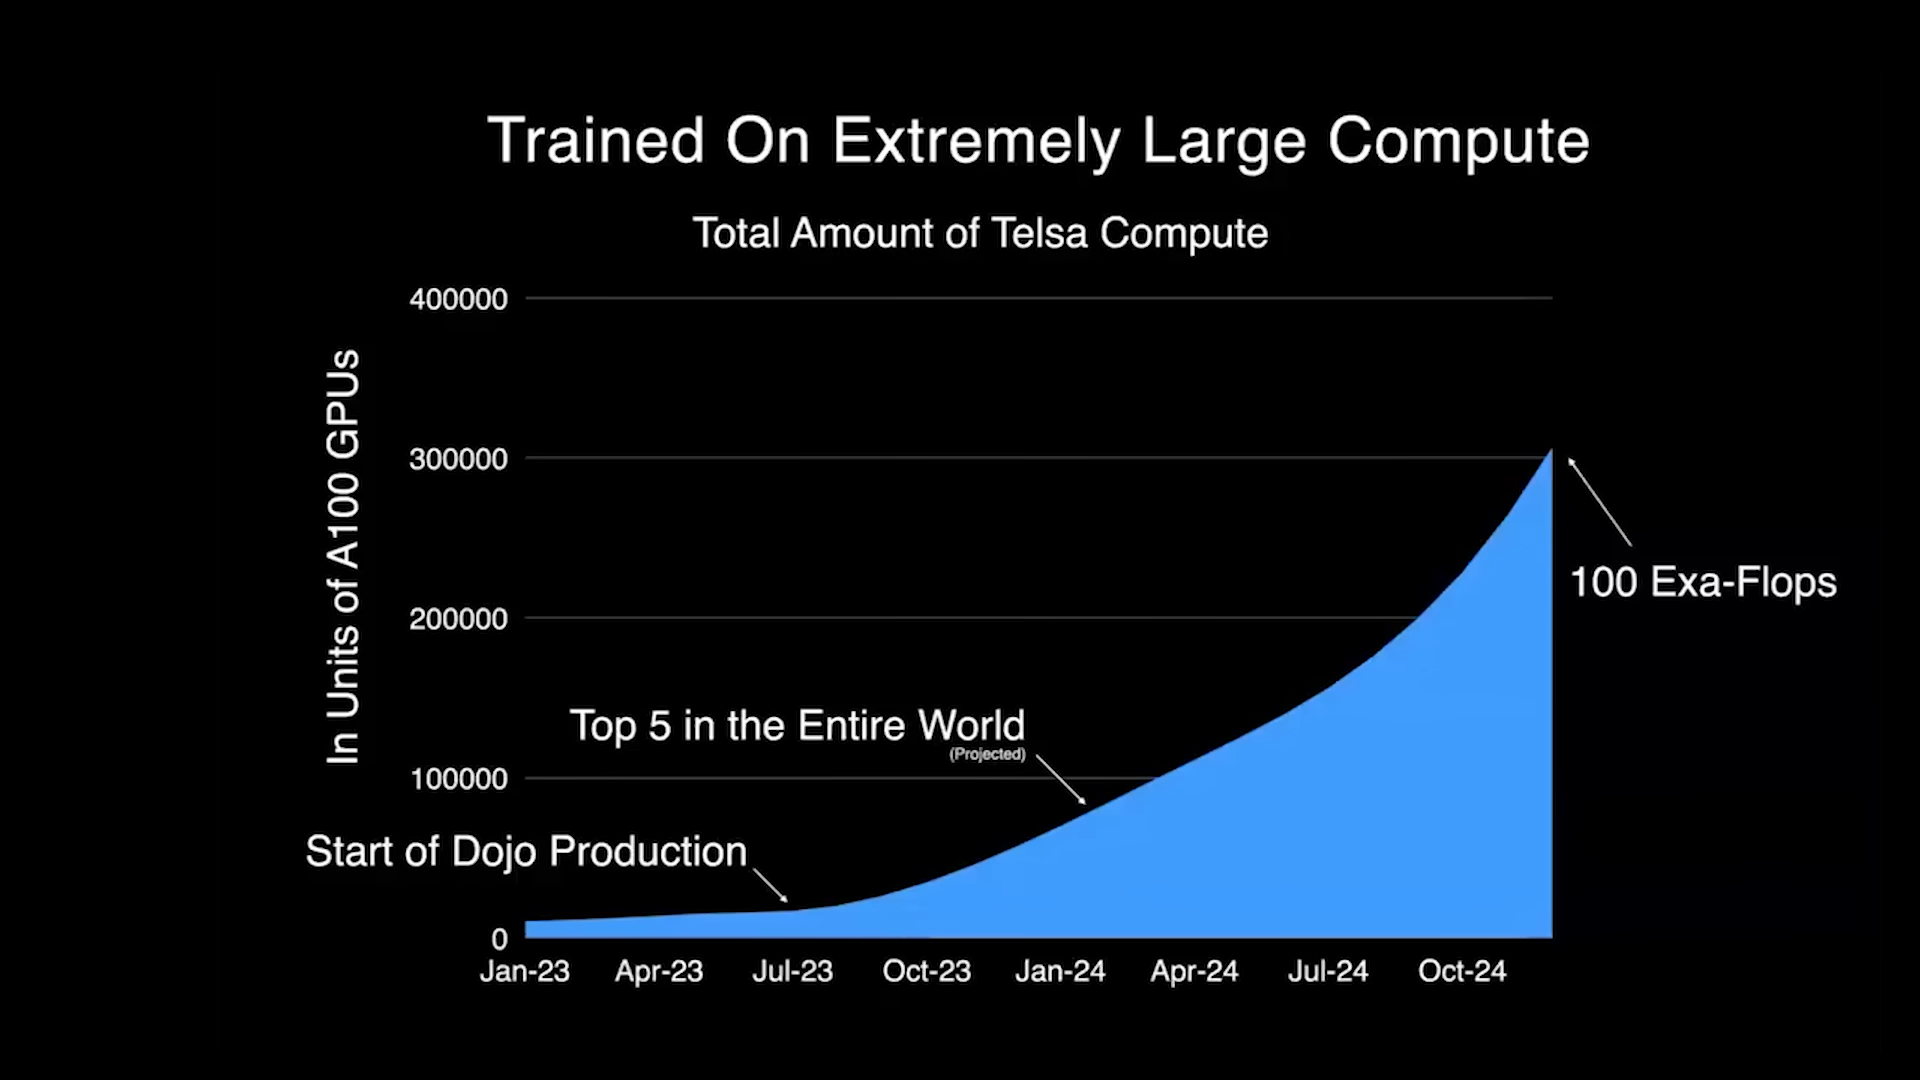 Trained On Extremely Large Compute
Total Amount of Telsa Compute
In Units of A100 GPUs
400000
300000
200000
100000
0
Top 5 in the Entire World
(Projected)
Start of Dojo Production
100 Exa-Flops
Jan-23 Apr-23 Jul-23 Oct-23 Jan-24 Apr-24 Jul-24 Oct-24